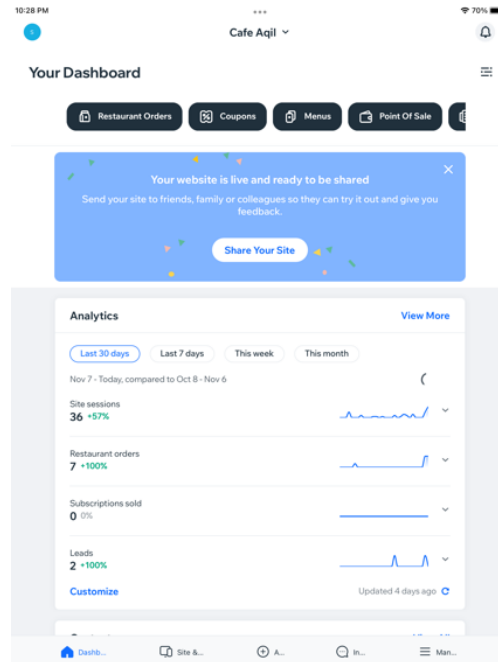 10:28 PM
70%
S
Cafe Aqil
Your Dashboard
Restaurant Orders
Coupons
Menus
Point Of Sale
Your website is live and ready to be shared
Send your site to friends, family or colleagues so they can try it out and give you
feedback.
Share Your Site
Analytics
View More
Last 30 days
Last 7 days
This week
This month
Nov 7 - Today, compared to Oct 8 - Nov 6
Site sessions
36 +57%
Restaurant orders
7 +100%
Subscriptions sold
0 0%
Leads
2 +100%
Customize
Updated 4 days ago
Dashb...
Site &...
A...
In...
Man...